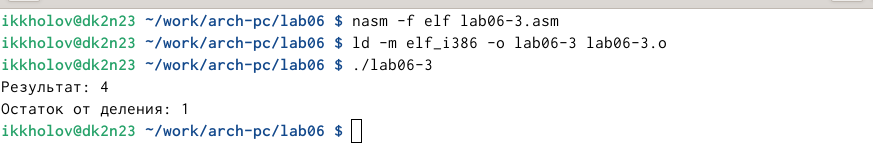 ikkholov@dk2n23 ~/work/arch-pc/lab06 $ nasm -f elf lab06-3.asm
ikkholov@dk2n23 ~/work/arch-pc/lab06 $ ld -m elf_i386 -o lab06-3 lab06-3.o
ikkholov@dk2n23 ~/work/arch-pc/lab06 $ ./lab06-3
Результат: 4
Остаток от деления: 1
ikkholov@dk2n23 ~/work/arch-pc/lab06 $